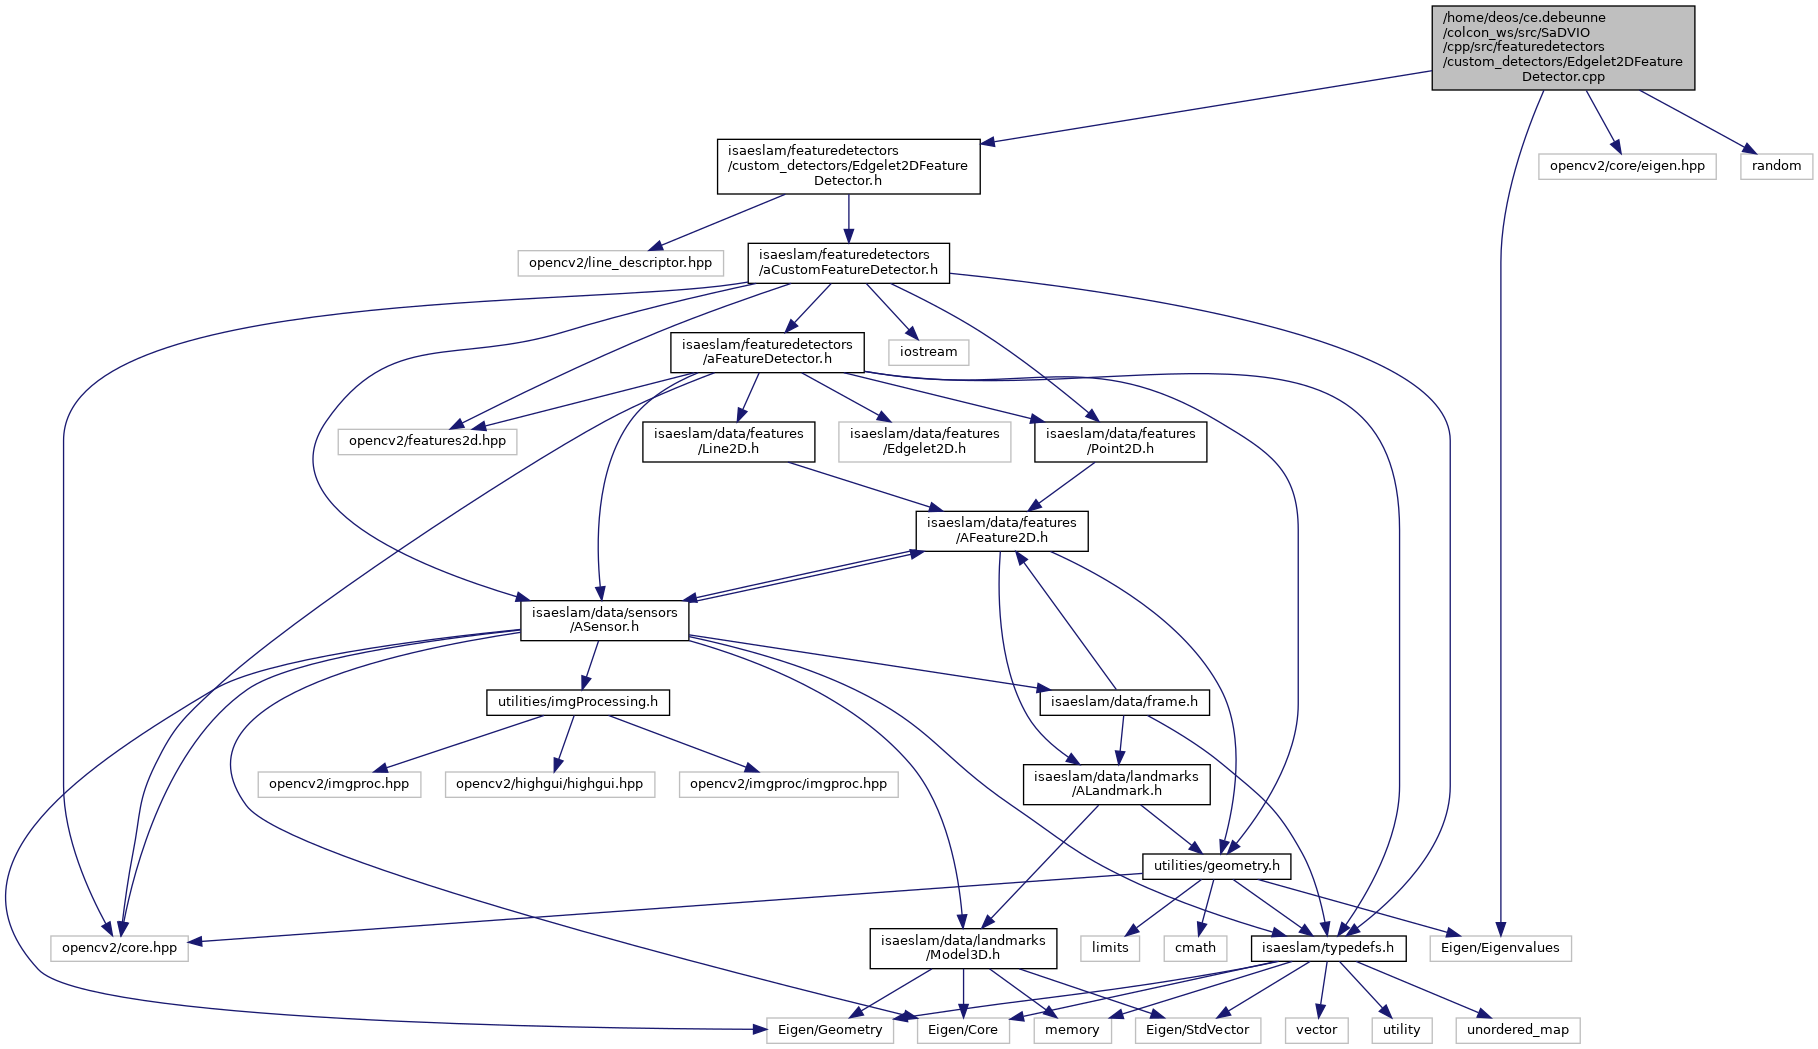 /home/deos/ce.debeunne
/colcon_ws/src/SaDVIO
/cpp/src/featuredetectors
/custom_detectors/Edgelet2DFeature
Detector.cpp
isaeslam/featuredetectors
/custom_detectors/Edgelet2DFeature
Detector.h
opencv2/core/eigen.hpp
random
opencv2/line_descriptor.hpp
isaeslam/featuredetectors
/aCustomFeatureDetector.h
isaeslam/featuredetectors
/aFeatureDetector.h
iostream
opencv2/features2d.hpp
isaeslam/data/features
/Line2D.h
isaeslam/data/features
/Edgelet2D.h
isaeslam/data/features
/Point2D.h
isaeslam/data/features
/AFeature2D.h
isaeslam/data/sensors
/ASensor.h
utilities/imgProcessing.h
isaeslam/data/frame.h
opencv2/imgproc.hpp
opencv2/highgui/highgui.hpp
opencv2/imgproc/imgproc.hpp
isaeslam/data/landmarks
/ALandmark.h
utilities/geometry.h
opencv2/core.hpp
isaeslam/data/landmarks
/Model3D.h
limits
cmath
isaeslam/typedefs.h
Eigen/Eigenvalues
Eigen/Geometry
Eigen/Core
memory
Eigen/StdVector
vector
utility
unordered_map